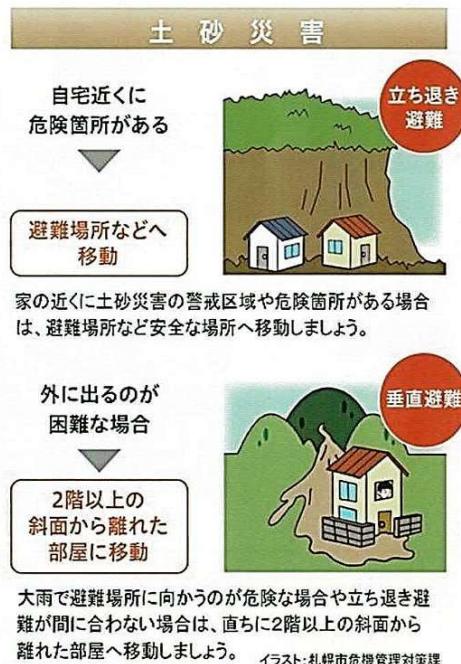 土砂災害
自宅近くに
危険箇所がある
立ち退き
避難
避難場所などへ
移動
家の近くに土砂災害の警戒区域や危険箇所がある場合
は、避難場所など安全な場所へ移動しましょう。
外に出るのが
困難な場合
垂直避難
2階以上の
斜面から離れた
部屋に移動
大雨で避難場所に向かうのが危険な場合や立ち退き避
難が間に合わない場合は、直ちに2階以上の斜面から
離れた部屋へ移動しましょう。
イラスト:札幌市危機管理対策課